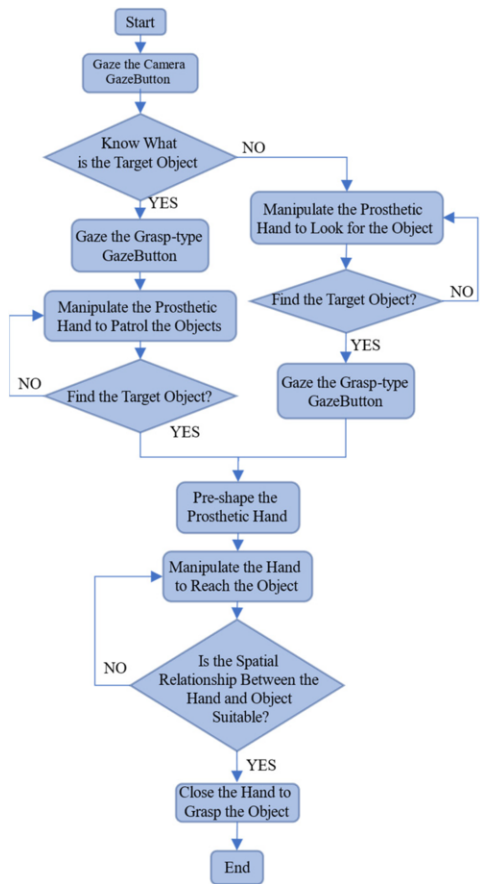 Start
Gaze the Camera
GazeButton
Know What
is the Target Object
NO
YES
Gaze the Grasp-type
GazeButton
Manipulate the Prosthetic
Hand to Look for the Object
Manipulate the Prosthetic
Hand to Patrol the Objects
Find the Target Object?
NO
YES
NO
Find the Target Object?
YES
Gaze the Grasp-type
GazeButton
Pre-shape the
Prosthetic Hand
Manipulate the Hand
to Reach the Object
NO
Is the Spatial
Relationship Between the
Hand and Object
Suitable?
YES
Close the Hand to
Grasp the Object
End